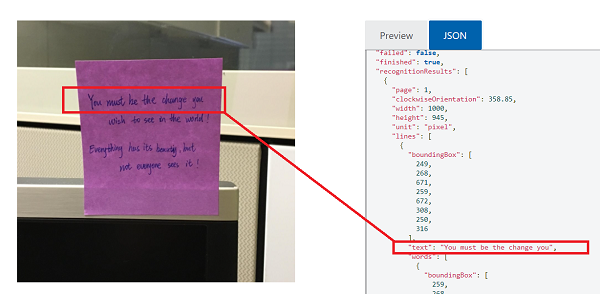 You must be the change you
wish to see in the world!
Everything has its beauty, but
not everyone sees it!
Preview
JSON
"failed": false,
"finished": true,
"recognitionResults": [
{
"page": 1,
"clockwiseOrientation": 358.85,
"width": 1000,
"height": 945,
"unit": "pixel",
"lines": [
{
"boundingBox": [
249,
268,
671,
259,
672,
308,
250,
316
],
"text": "You must be the change you",
"words": [
{
"boundingBox": [
259,
268,